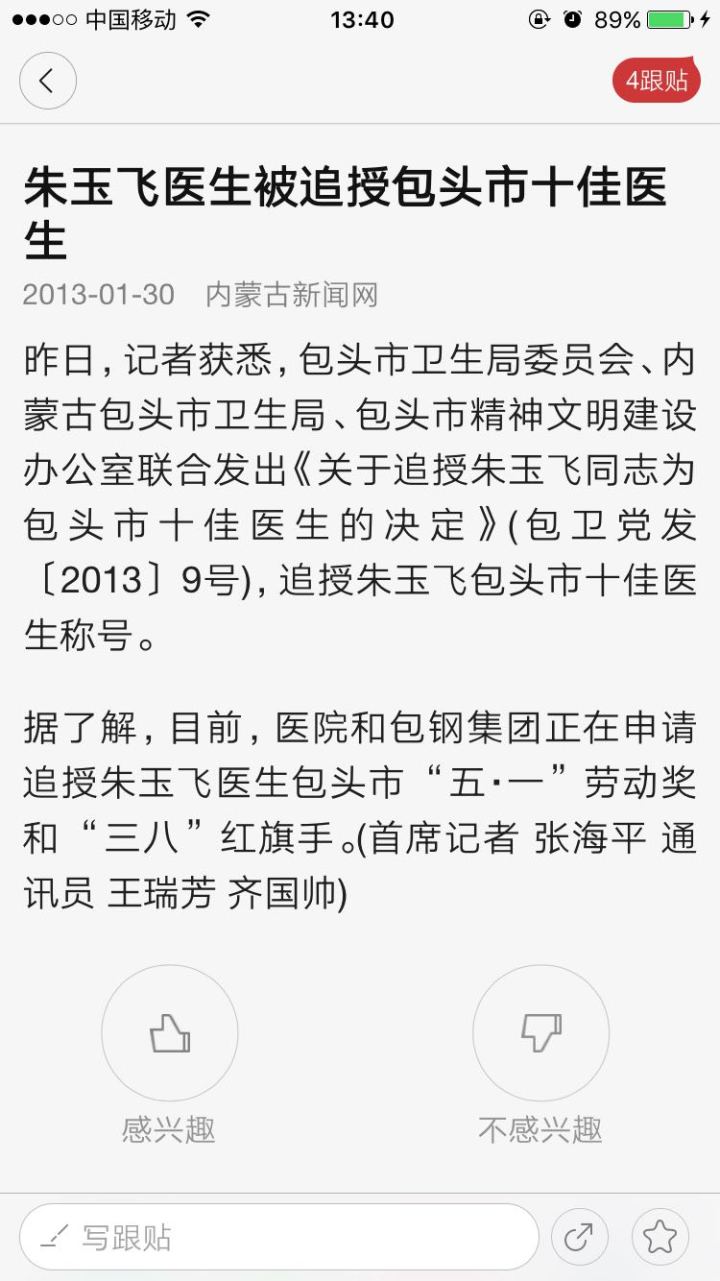 中国移动 13:40 89%
4跟贴
朱玉飞医生被追授包头市十佳医
生
2013-01-30 内蒙古新闻网
昨日,记者获悉,包头市卫生局委员会、内
蒙古包头市卫生局、包头市精神文明建设
办公室联合发出《关于追授朱玉飞同志为
包头市十佳医生的决定》(包卫党发
〔2013〕9号),追授朱玉飞包头市十佳医
生称号。
据了解,目前,医院和包钢集团正在申请
追授朱玉飞医生包头市“五·一”劳动奖
和“三八”红旗手。(首席记者 张海平 通
讯员 王瑞芳 齐国帅)
感兴趣 不感兴趣
写跟贴